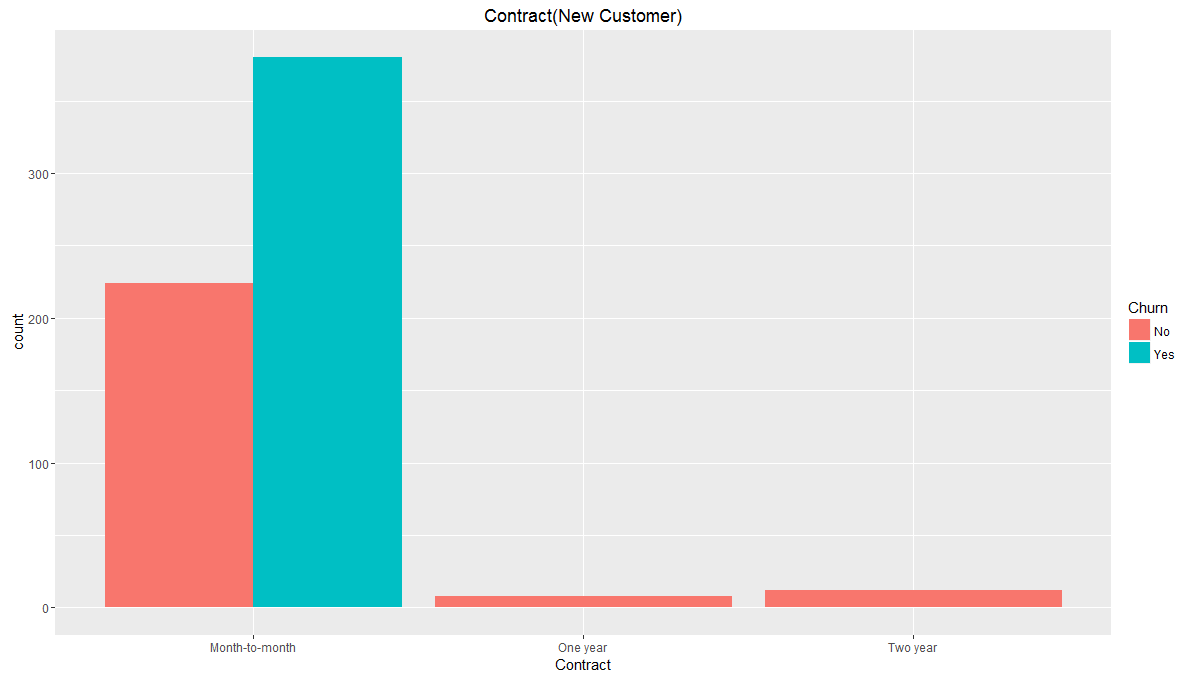 Contract(New Customer)
count
300
200
100
0
Month-to-month
One year
Two year
Contract
Churn
No
Yes